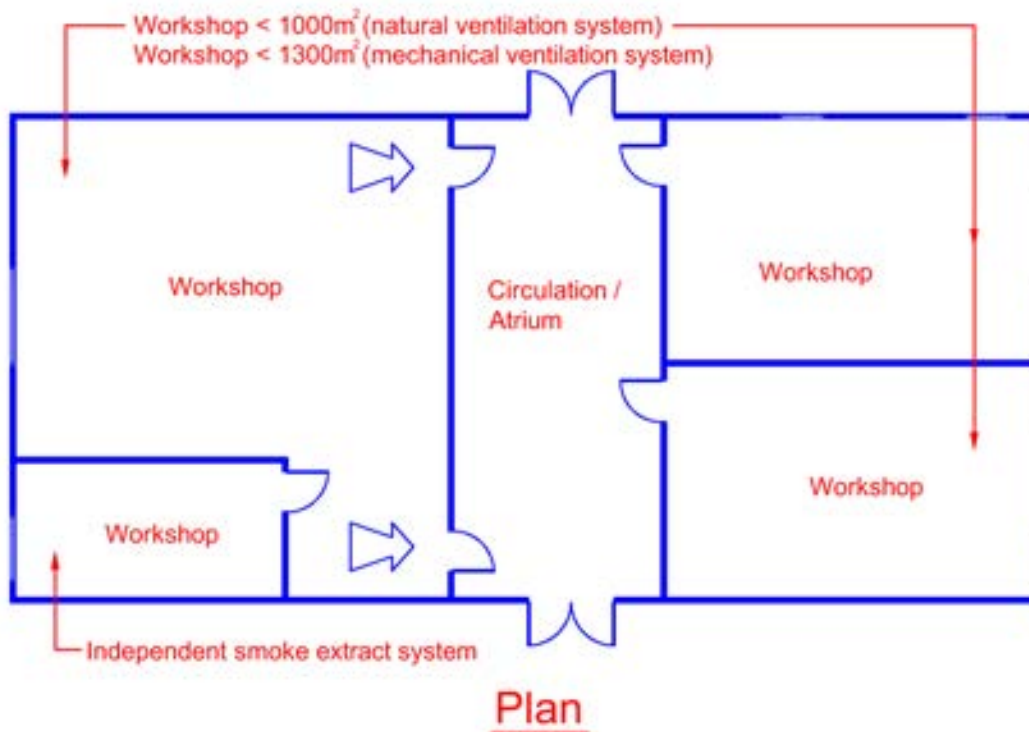 Workshop < 1000m² (natural ventilation system)
Workshop < 1300m² (mechanical ventilation system)
Workshop
Circulation /
Atrium
Workshop
Workshop
Workshop
Independent smoke extract system
Plan